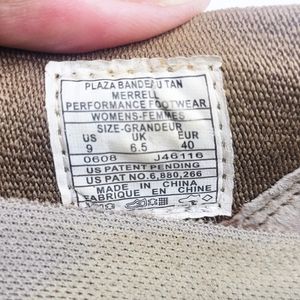 PLAZA BANDEAU TAN
MERRELL
PERFORMANCE FOOTWEAR
WOMENS-FEMMES
SIZE-GRANDEUR
US UK EUR
9 6.5 40
0608 J46116
US PATENT PENDING
US PAT NO.6,880,266
MADE IN CHINA
FABRIQUE EN CHINE